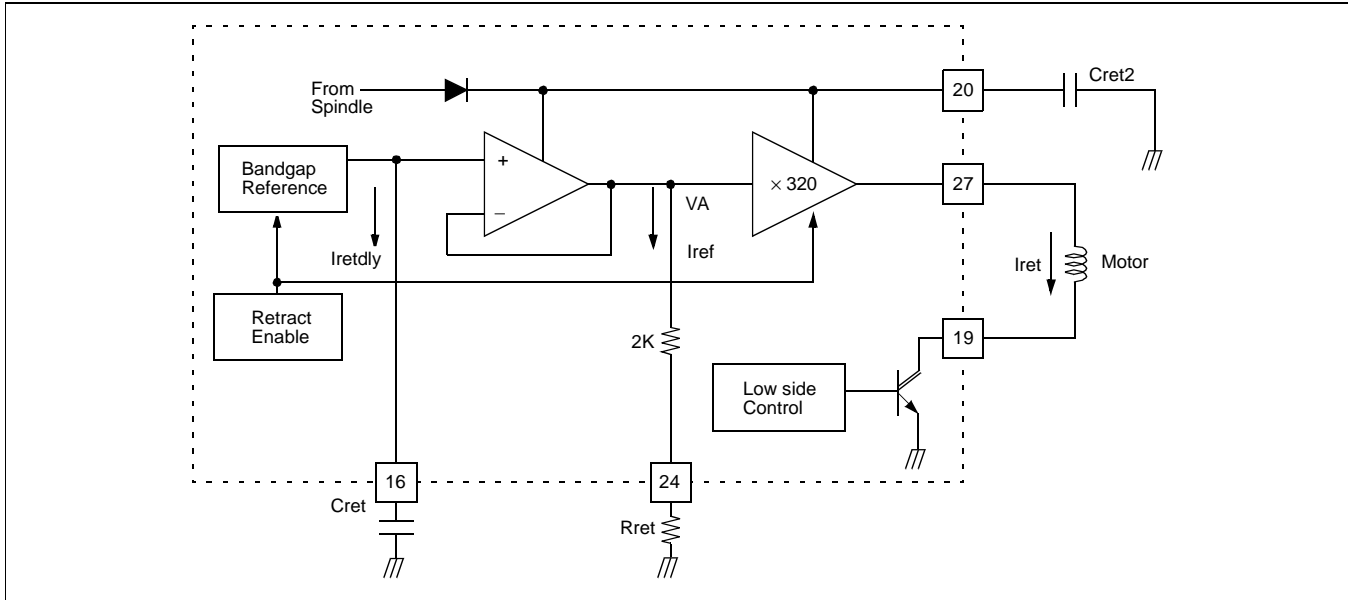 From
Spindle
20
Cret2
Bandgap
Reference
+
−
× 320
27
VA
Iretdly
Iref
Iret
Motor
Retract
Enable
2K
19
Low side
Control
16
24
Cret
Rret